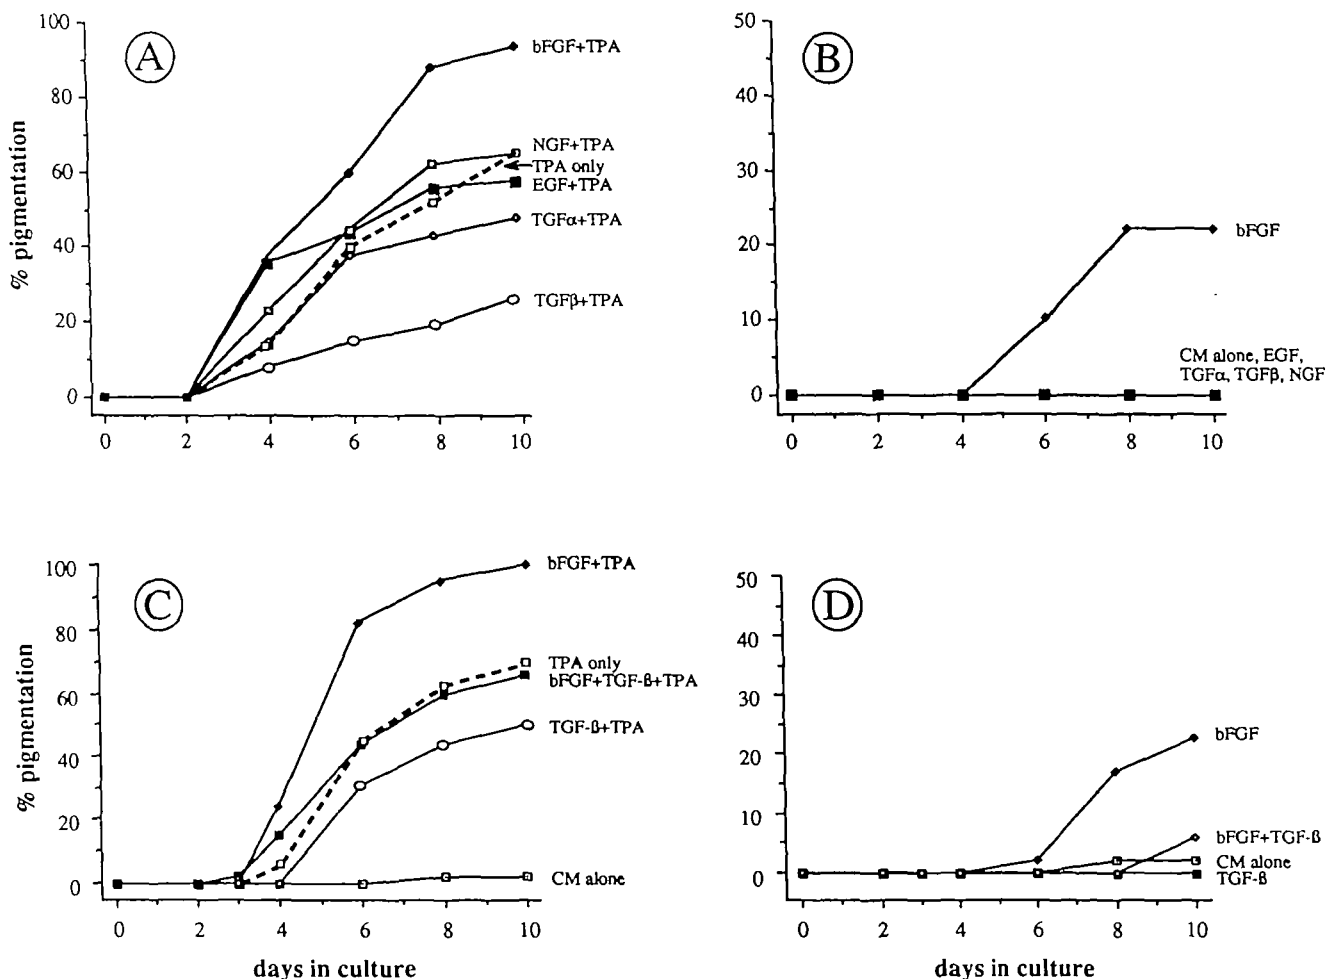 A
% pigmentation
100
80
60
40
20
0
bFGF+TPA
NGF+TPA
TPA only
EGF+TPA
TGFα+TPA
TGFβ+TPA
0 2 4 6 8 10
B
50
40
30
20
10
0
bFGF
CM alone, EGF,
TGFα, TGFβ, NGF
0 2 4 6 8 10
C
% pigmentation
100
80
60
40
20
0
bFGF+TPA
TPA only
bFGF+TGF-ß+TPA
TGF-ß+TPA
CM alone
0 2 4 6 8 10
days in culture
D
50
40
30
20
10
0
bFGF
bFGF+TGF-ß
CM alone
TGF-ß
0 2 4 6 8 10
days in culture